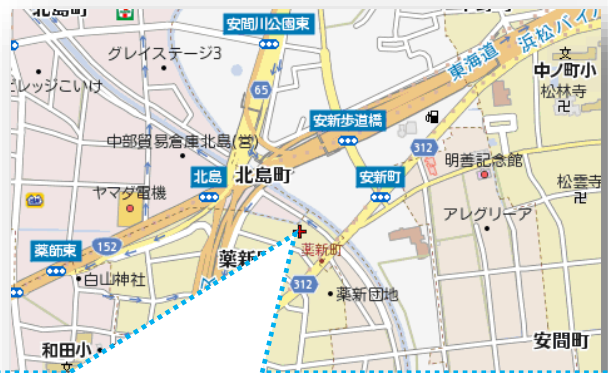 北島町
安間川公園東
グレイステージ3
東海道
浜松バイパ
中ノ町小
松林寺
レッジこいけ
65
安新歩道橋
中部貿易倉庫北島(営)
312
明善記念館
北島
北島町
安新町
松雲寺
ヤマダ電機
アレグリーア
薬師東
152
薬新町
薬新
白山神社
312
薬新団地
和田小
安間町